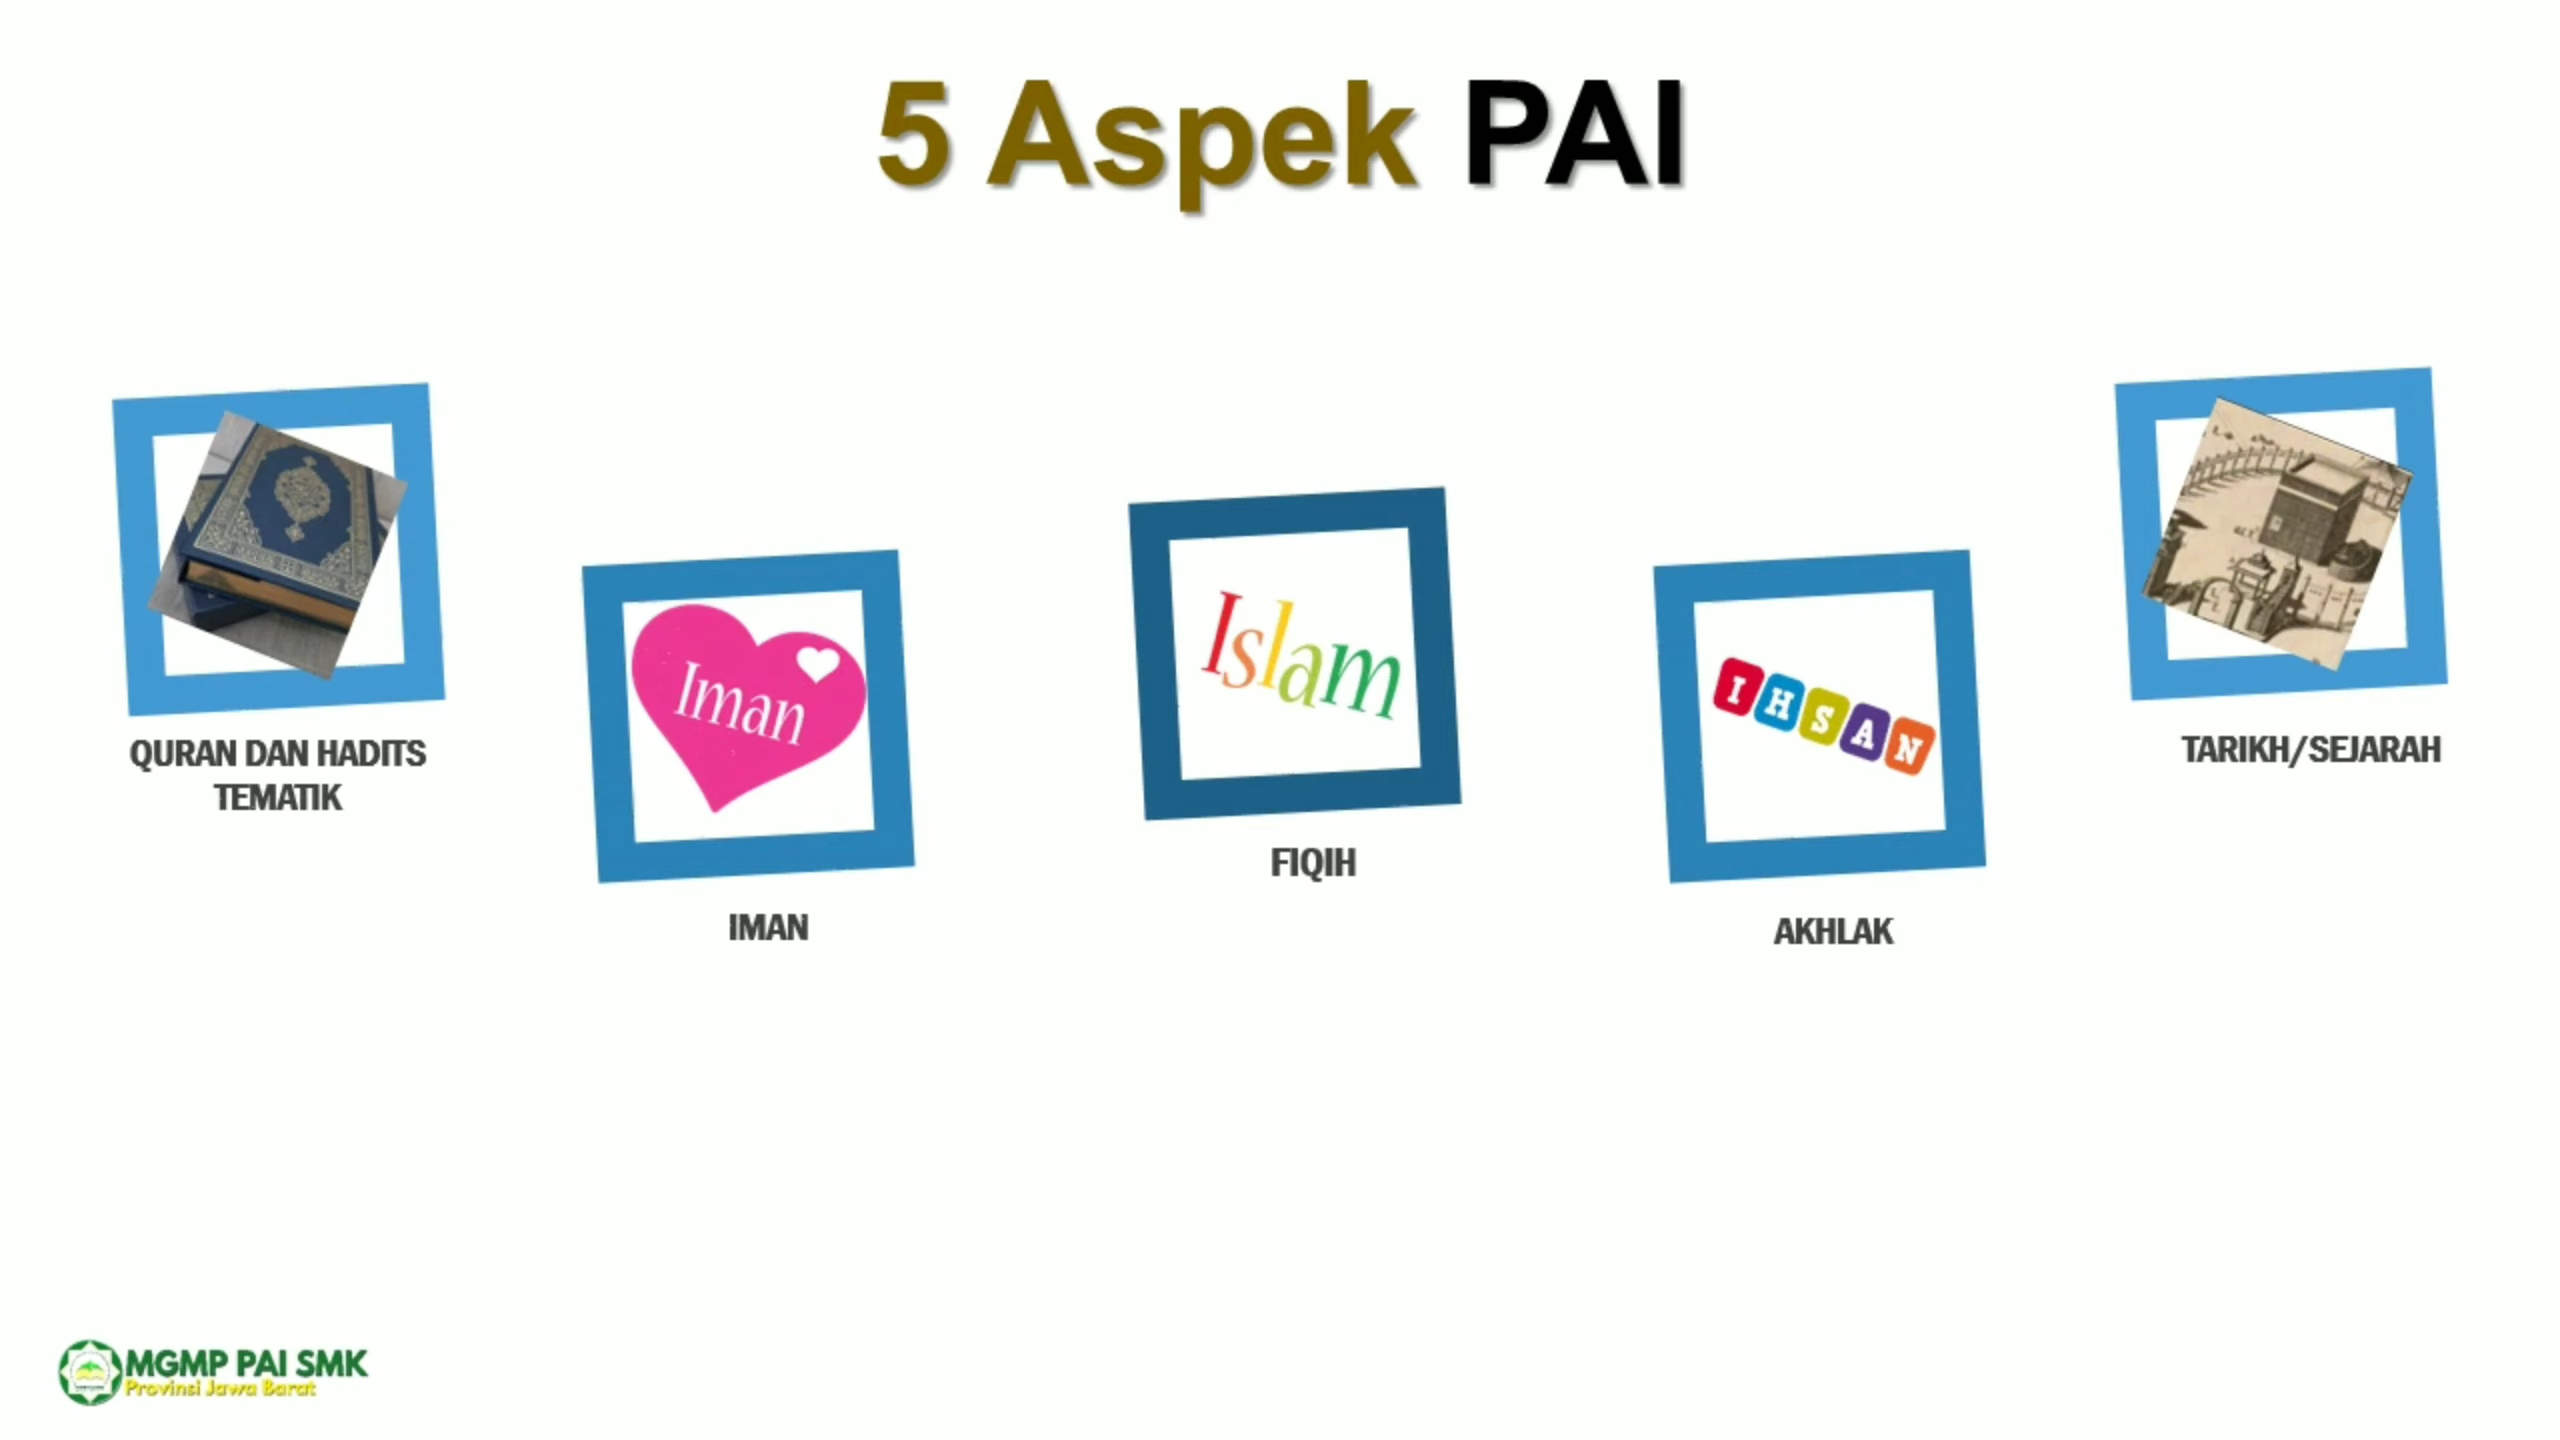 5 Aspek PAI
QURAN DAN HADITS
TEMATIK
Iman
IMAN
Islam
FIQIH
IHSAN
AKHLAK
TARIKH/SEJARAH
MGMP PAI SMK
Provinsi Jawa Barat